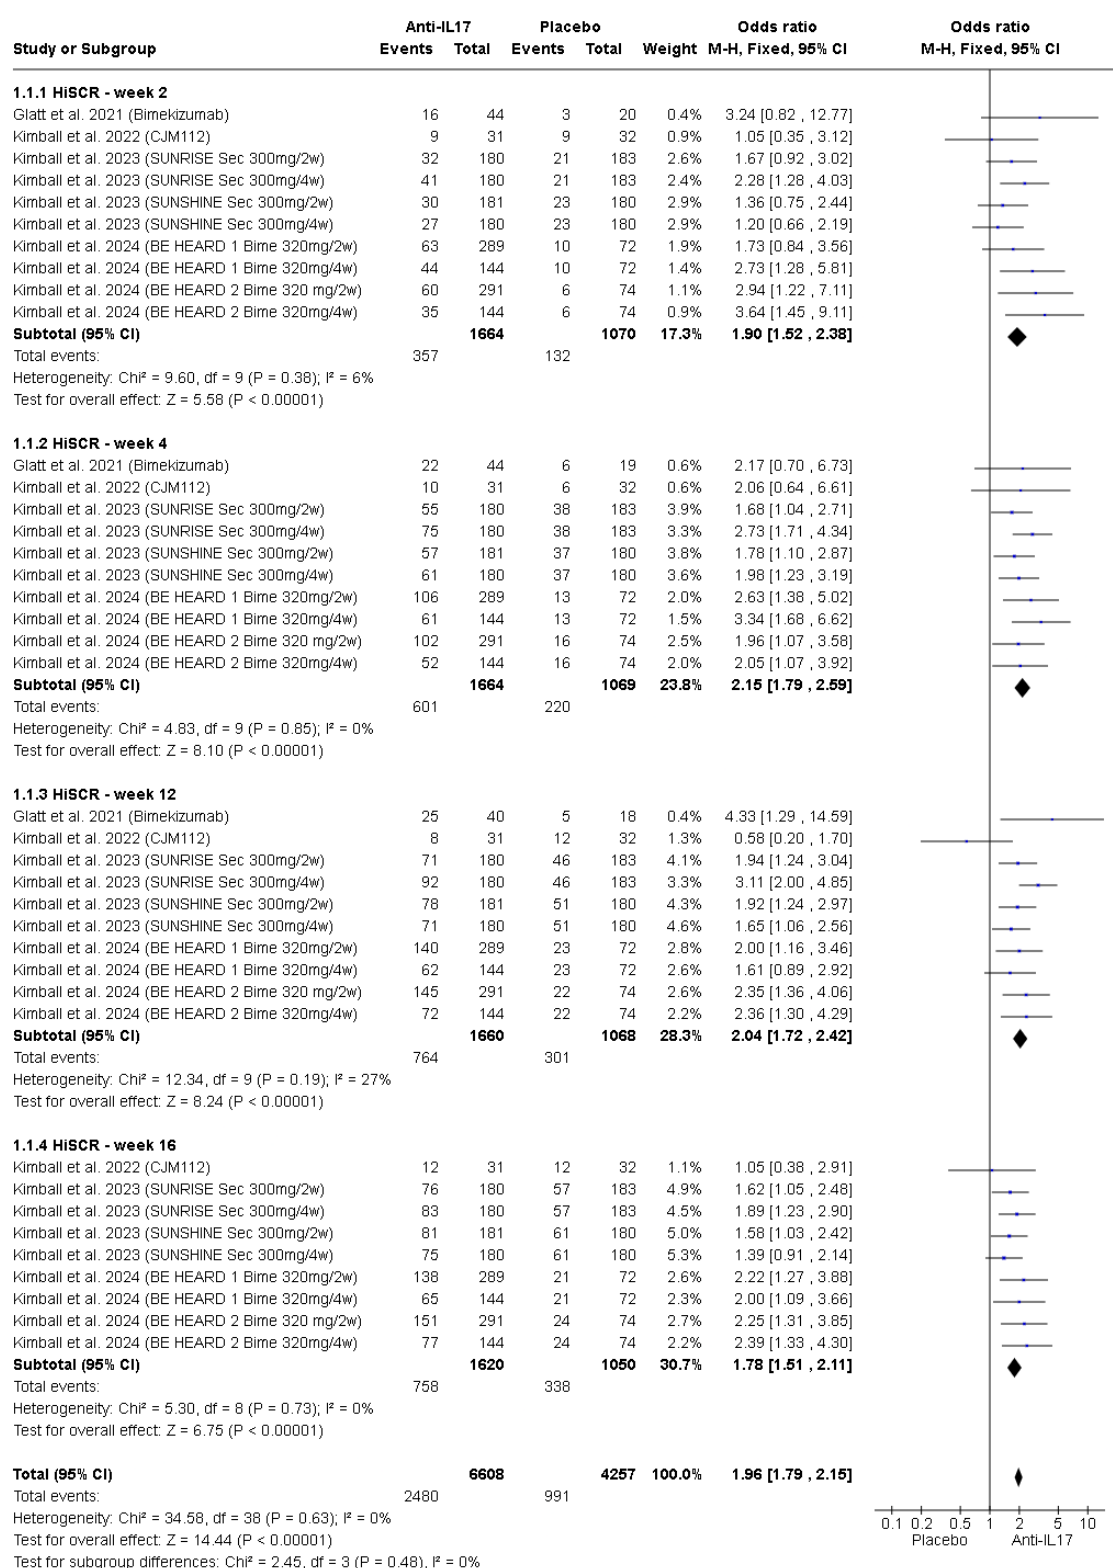 Anti-IL17 Placebo Odds ratio Odds ratio
Study or Subgroup Events Total Events Total Weight M-H, Fixed, 95% CI M-H, Fixed, 95% CI
1.1.1 HiSCR - week 2
Glatt et al. 2021 (Bimekizumab) 16 44 3 20 0.4% 3.24 [0.82 , 12.77]
Kimball et al. 2022 (CJM112) 9 31 9 32 0.9% 1.05 [0.35 , 3.12]
Kimball et al. 2023 (SUNRISE Sec 300mg/2w) 32 180 21 183 2.6% 1.67 [0.92 , 3.02]
Kimball et al. 2023 (SUNRISE Sec 300mg/4w) 41 180 21 183 2.4% 2.28 [1.28 , 4.03]
Kimball et al. 2023 (SUNSHINE Sec 300mg/2w) 30 181 23 180 2.9% 1.36 [0.75 , 2.44]
Kimball et al. 2023 (SUNSHINE Sec 300mg/4w) 27 180 23 180 2.9% 1.20 [0.66 , 2.19]
Kimball et al. 2024 (BE HEARD 1 Bime 320mg/2w) 63 289 10 72 1.9% 1.73 [0.84 , 3.56]
Kimball et al. 2024 (BE HEARD 1 Bime 320mg/4w) 44 144 10 72 1.4% 2.73 [1.28 , 5.81]
Kimball et al. 2024 (BE HEARD 2 Bime 320 mg/2w) 60 291 6 74 1.1% 2.94 [1.22 , 7.11]
Kimball et al. 2024 (BE HEARD 2 Bime 320mg/4w) 35 144 6 74 0.9% 3.64 [1.45 , 9.11]
Subtotal (95% CI) 1664 1070 17.3% 1.90 [1.52 , 2.38]
Total events: 357 132
Heterogeneity: Chi² = 9.60, df = 9 (P = 0.38); I² = 6%
Test for overall effect: Z = 5.58 (P < 0.00001)
1.1.2 HiSCR - week 4
Glatt et al. 2021 (Bimekizumab) 22 44 6 19 0.6% 2.17 [0.70 , 6.73]
Kimball et al. 2022 (CJM112) 10 31 6 32 0.6% 2.06 [0.64 , 6.61]
Kimball et al. 2023 (SUNRISE Sec 300mg/2w) 55 180 38 183 3.9% 1.68 [1.04 , 2.71]
Kimball et al. 2023 (SUNRISE Sec 300mg/4w) 75 180 38 183 3.3% 2.73 [1.71 , 4.34]
Kimball et al. 2023 (SUNSHINE Sec 300mg/2w) 57 181 37 180 3.8% 1.78 [1.10 , 2.87]
Kimball et al. 2023 (SUNSHINE Sec 300mg/4w) 61 180 37 180 3.6% 1.98 [1.23 , 3.19]
Kimball et al. 2024 (BE HEARD 1 Bime 320mg/2w) 106 289 13 72 2.0% 2.63 [1.38 , 5.02]
Kimball et al. 2024 (BE HEARD 1 Bime 320mg/4w) 61 144 13 72 1.5% 3.34 [1.68 , 6.62]
Kimball et al. 2024 (BE HEARD 2 Bime 320 mg/2w) 102 291 16 74 2.5% 1.96 [1.07 , 3.58]
Kimball et al. 2024 (BE HEARD 2 Bime 320mg/4w) 52 144 16 74 2.0% 2.05 [1.07 , 3.92]
Subtotal (95% CI) 1664 1069 23.8% 2.15 [1.79 , 2.59]
Total events: 601 220
Heterogeneity: Chi² = 4.83, df = 9 (P = 0.85); I² = 0%
Test for overall effect: Z = 8.10 (P < 0.00001)
1.1.3 HiSCR - week 12
Glatt et al. 2021 (Bimekizumab) 25 40 5 18 0.4% 4.33 [1.29 , 14.59]
Kimball et al. 2022 (CJM112) 8 31 12 32 1.3% 0.58 [0.20 , 1.70]
Kimball et al. 2023 (SUNRISE Sec 300mg/2w) 71 180 46 183 4.1% 1.94 [1.24 , 3.04]
Kimball et al. 2023 (SUNRISE Sec 300mg/4w) 92 180 46 183 3.3% 3.11 [2.00 , 4.85]
Kimball et al. 2023 (SUNSHINE Sec 300mg/2w) 78 181 51 180 4.3% 1.92 [1.24 , 2.97]
Kimball et al. 2023 (SUNSHINE Sec 300mg/4w) 71 180 51 180 4.6% 1.65 [1.06 , 2.56]
Kimball et al. 2024 (BE HEARD 1 Bime 320mg/2w) 140 289 23 72 2.8% 2.00 [1.16 , 3.46]
Kimball et al. 2024 (BE HEARD 1 Bime 320mg/4w) 62 144 23 72 2.6% 1.61 [0.89 , 2.92]
Kimball et al. 2024 (BE HEARD 2 Bime 320 mg/2w) 145 291 22 74 2.6% 2.35 [1.36 , 4.06]
Kimball et al. 2024 (BE HEARD 2 Bime 320mg/4w) 72 144 22 74 2.2% 2.36 [1.30 , 4.29]
Subtotal (95% CI) 1660 1068 28.3% 2.04 [1.72 , 2.42]
Total events: 764 301
Heterogeneity: Chi² = 12.34, df = 9 (P = 0.19); I² = 27%
Test for overall effect: Z = 8.24 (P < 0.00001)
1.1.4 HiSCR - week 16
Kimball et al. 2022 (CJM112) 12 31 12 32 1.1% 1.05 [0.38 , 2.91]
Kimball et al. 2023 (SUNRISE Sec 300mg/2w) 76 180 57 183 4.9% 1.62 [1.05 , 2.48]
Kimball et al. 2023 (SUNRISE Sec 300mg/4w) 83 180 57 183 4.5% 1.89 [1.23 , 2.90]
Kimball et al. 2023 (SUNSHINE Sec 300mg/2w) 81 181 61 180 5.0% 1.58 [1.03 , 2.42]
Kimball et al. 2023 (SUNSHINE Sec 300mg/4w) 75 180 61 180 5.3% 1.39 [0.91 , 2.14]
Kimball et al. 2024 (BE HEARD 1 Bime 320mg/2w) 138 289 21 72 2.6% 2.22 [1.27 , 3.88]
Kimball et al. 2024 (BE HEARD 1 Bime 320mg/4w) 65 144 21 72 2.3% 2.00 [1.09 , 3.66]
Kimball et al. 2024 (BE HEARD 2 Bime 320 mg/2w) 151 291 24 74 2.7% 2.25 [1.31 , 3.85]
Kimball et al. 2024 (BE HEARD 2 Bime 320mg/4w) 77 144 24 74 2.2% 2.39 [1.33 , 4.30]
Subtotal (95% CI) 1620 1050 30.7% 1.78 [1.51 , 2.11]
Total events: 758 338
Heterogeneity: Chi² = 5.30, df = 8 (P = 0.73); I² = 0%
Test for overall effect: Z = 6.75 (P < 0.00001)
Total (95% CI) 6608 4257 100.0% 1.96 [1.79 , 2.15]
Total events: 2480 991
Heterogeneity: Chi² = 34.58, df = 38 (P = 0.63); I² = 0%
Test for overall effect: Z = 14.44 (P < 0.00001)
Test for subgroup differences: Chi² = 2.45, df = 3 (P = 0.48), I² = 0%
0.1 0.2 0.5 1 2 5 10
Placebo Anti-IL17